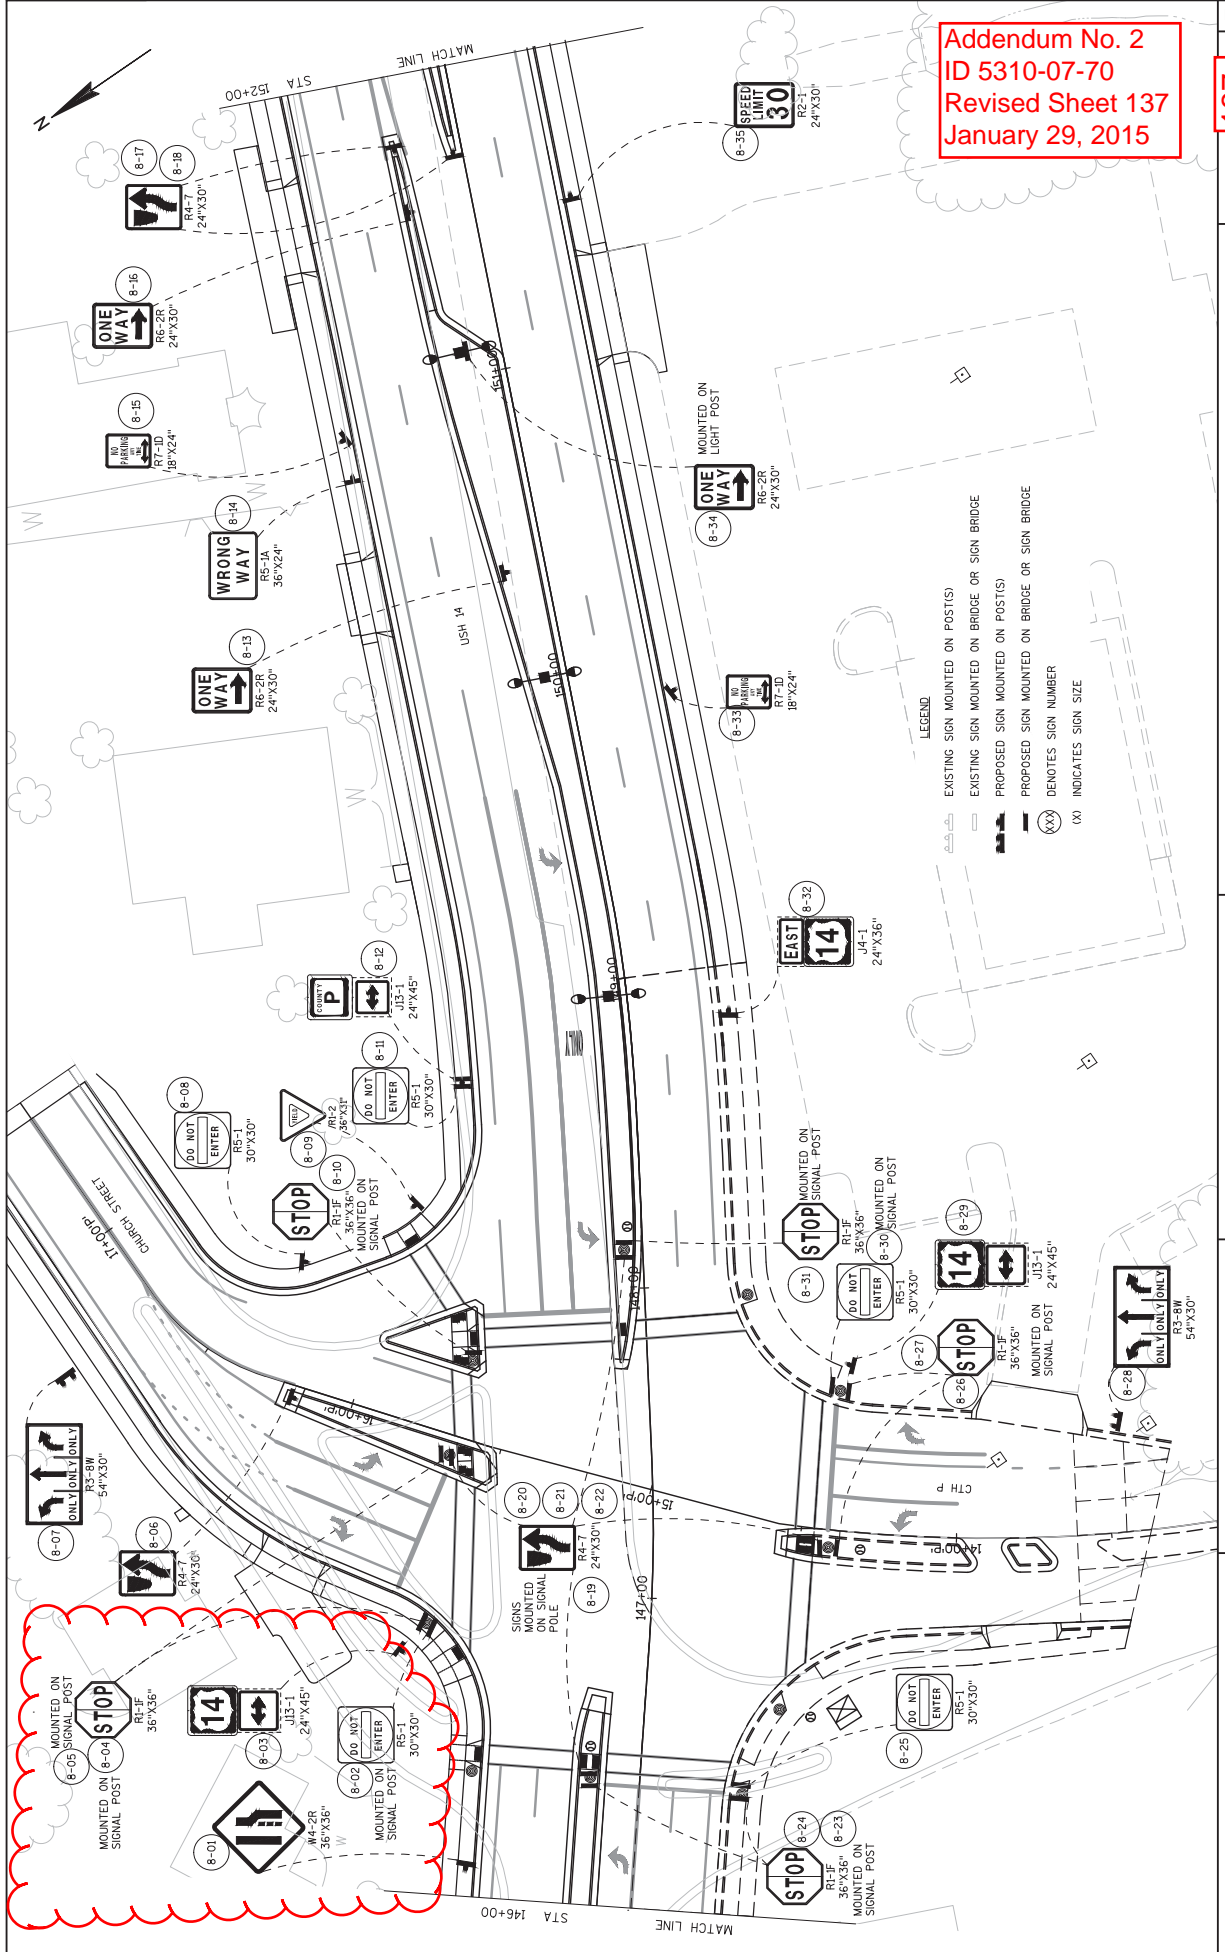 Addendum No. 2
ID 5310-07-70
Revised Sheet 137
January 29, 2015
N
STA 152+00
MATCH LINE
8-17
8-18
R4-7
24"X30"
8-16
ONE
WAY
R6-2R
24"X30"
8-15
NO
PARKING
ANY
TIME
R7-1D
18"X24"
8-14
WRONG
WAY
R5-1A
36"X24"
8-13
ONE
WAY
R6-2R
24"X30"
8-35
SPEED
LIMIT
30
R2-1
24"X30"
151+00
MOUNTED ON
LIGHT POST
ONE
WAY
8-34
R6-2R
24"X30"
USH 14
150+00
8-33
NO
PARKING
ANY
TIME
R7-1D
18"X24"
W
W
W
W
LEGEND
EXISTING SIGN MOUNTED ON POST(S)
EXISTING SIGN MOUNTED ON BRIDGE OR SIGN BRIDGE
PROPOSED SIGN MOUNTED ON POST(S)
PROPOSED SIGN MOUNTED ON BRIDGE OR SIGN BRIDGE
XXX DENOTES SIGN NUMBER
(X) INDICATES SIGN SIZE
8-32
EAST
14
J4-1
24"X36"
149+00
ONLY
8-12
COUNTY
P
J13-1
24"X45"
8-11
DO NOT
ENTER
R5-1
30"X30"
8-08
DO NOT
ENTER
R5-1
30"X30"
YIELD
8-09
R1-2
36"X31"
8-10
STOP
R1-1F
36"X36"
MOUNTED ON
SIGNAL POST
CHURCH STREET
17+00'P'
16+00'P'
15+00'P'
14+00'P'
148+00
147+00
MOUNTED ON
SIGNAL POST
STOP
R1-1F
36"X36"
8-31
8-30
MOUNTED ON
SIGNAL POST
DO NOT
ENTER
R5-1
30"X30"
8-29
14
J13-1
24"X45"
8-27
8-26
STOP
R1-1F
36"X36"
MOUNTED ON
SIGNAL POST
8-28
ONLY ONLY ONLY
R3-8W
54"X30"
CTH P
ONLY ONLY ONLY
R3-8W
54"X30"
8-07
8-06
R4-7
24"X30"
8-20
8-21
8-22
R4-7
24"X30"
8-19
SIGNS
MOUNTED
ON SIGNAL
POLE
MOUNTED ON
SIGNAL POST
8-05
8-04
STOP
R1-1F
36"X36"
MOUNTED ON
SIGNAL POST
14
J13-1
24"X45"
8-03
DO NOT
ENTER
R5-1
30"X30"
8-02
MOUNTED ON
SIGNAL POST
8-01
W4-2R
36"X36"
W
DO NOT
ENTER
R5-1
30"X30"
8-25
8-24
8-23
STOP
R1-1F
36"X36"
MOUNTED ON
SIGNAL POST
STA 146+00
MATCH LINE